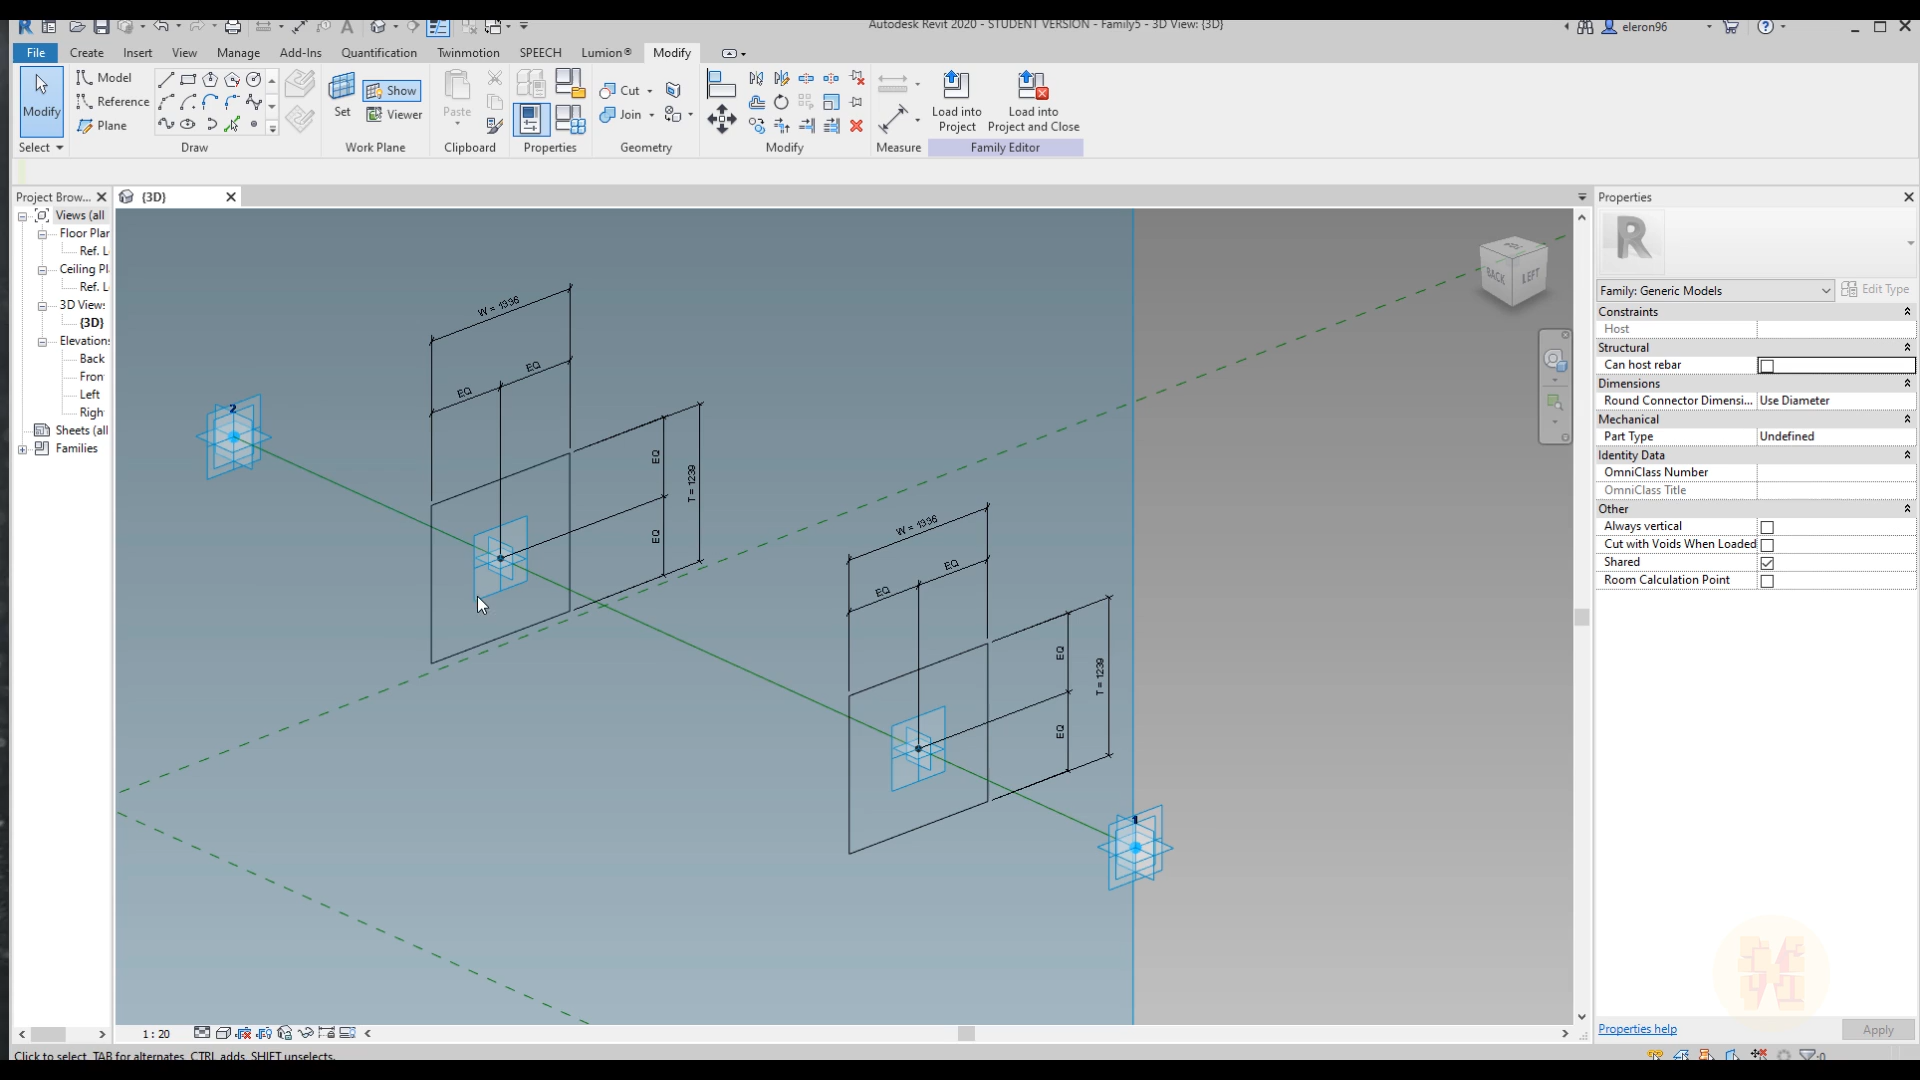 Autodesk Revit 2020 - STUDENT VERSION - Family5 - 3D View: {3D}
eleron96
File Create Insert View Manage Add-Ins Quantification Twinmotion SPEECH Lumion® Modify
Modify
Model
Reference
Plane
Set
Show
Viewer
Paste
Cut
Join
Load into Project
Load into Project and Close
Select Draw Work Plane Clipboard Properties Geometry Modify Measure Family Editor
Project Brow...
{3D}
Views (all
Floor Plar
Ref. L
Ceiling Pl
Ref. L
3D Views
{3D}
Elevations
Back
Fron
Left
Righ
Sheets (all
Families
W = 1396
EQ
EQ
EQ
EQ
T = 1239
2
W = 1396
EQ
EQ
EQ
EQ
T = 1239
1
TOP
BACK
LEFT
1 : 20
Click to select, TAB for alternates, CTRL adds, SHIFT unselects.
Properties
R
Family: Generic Models
Edit Type
Constraints
Host
Structural
Can host rebar
Dimensions
Round Connector Dimensi... Use Diameter
Mechanical
Part Type Undefined
Identity Data
OmniClass Number
OmniClass Title
Other
Always vertical
Cut with Voids When Loaded
Shared
Room Calculation Point
Properties help
Apply
:0